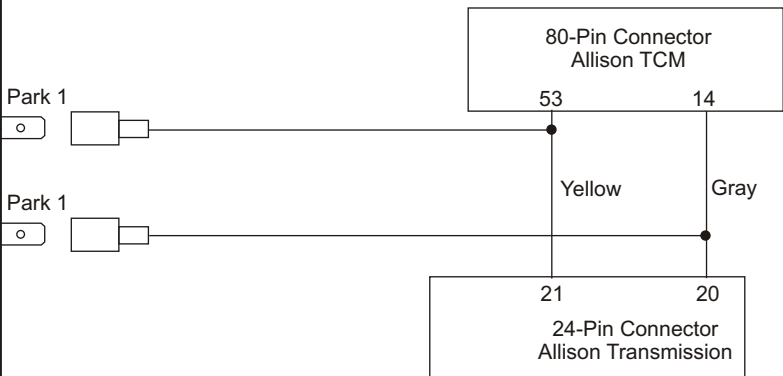 80-Pin Connector
Allison TCM
53 14
Park 1
Yellow Gray
Park 1
21 20
24-Pin Connector
Allison Transmission